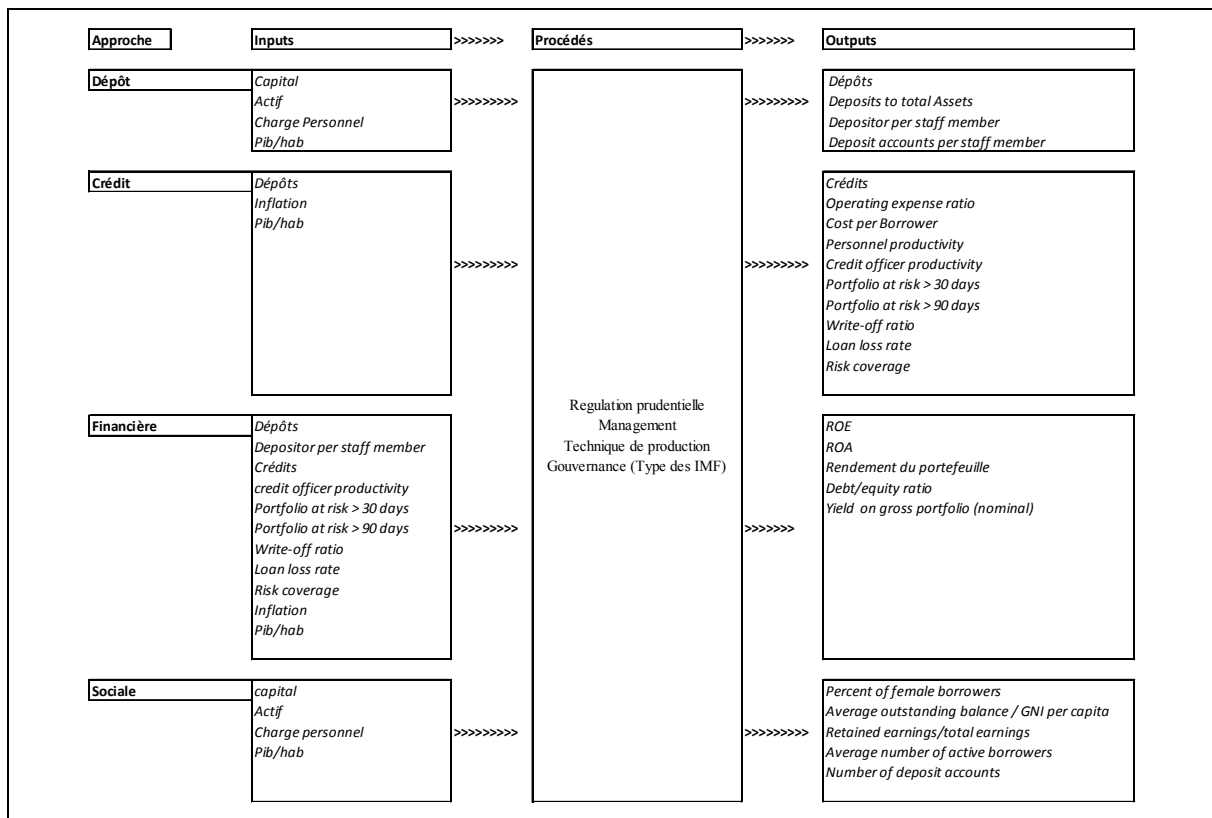 Approche Inputs >>>>>>> Procédés >>>>>>> Outputs
Dépôt Capital Dépôts
Actif >>>>>>>>> >>>>>>>>> Deposits to total Assets
Charge Personnel Depositor per staff member
Pib/hab Deposit accounts per staff member
Crédit Dépôts Crédits
Inflation Operating expense ratio
Pib/hab Cost per Borrower
Personnel productivity
>>>>>>>>> >>>>>>>>> Credit officer productivity
Portfolio at risk > 30 days
Portfolio at risk > 90 days
Write-off ratio
Loan loss rate
Risk coverage
Regulation prudentielle
Management
Technique de production
Gouvernance (Type des IMF)
Financière Dépôts ROE
Depositor per staff member ROA
Crédits Rendement du portefeuille
credit officer productivity Debt/equity ratio
Portfolio at risk > 30 days Yield on gross portfolio (nominal)
Portfolio at risk > 90 days >>>>>>>>> >>>>>>>
Write-off ratio
Loan loss rate
Risk coverage
Inflation
Pib/hab
Sociale capital Percent of female borrowers
Actif Average outstanding balance / GNI per capita
Charge personnel >>>>>>>>> >>>>>>>>> Retained earnings/total earnings
Pib/hab Average number of active borrowers
Number of deposit accounts